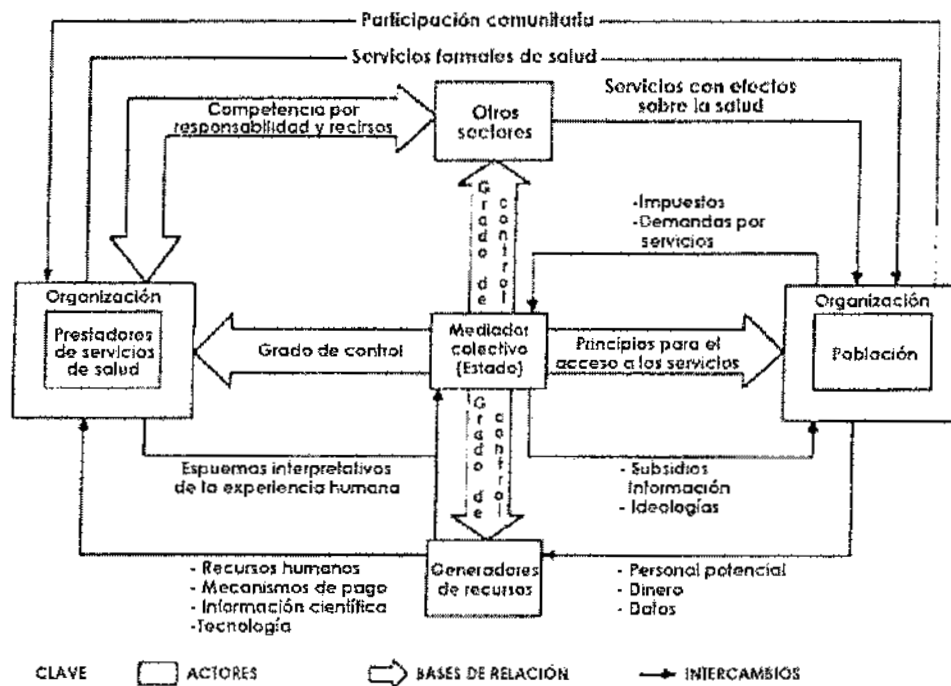 Participación comunitaria
Servicios formales de salud
Competencia por
responsabilidad y recirsos
Otros
sectores
Servicios con efectos
sobre la salud
Grado de
control
-Impuestos
-Demandas por
servicios
Organización
Prestadores
de servicios
de salud
Grado de control
Mediador
colectivo
(Estado)
Principios para el
acceso a los servicios
Organización
Población
Grado de
control
Espuemas interpretativos
de la experiencia humana
- Subsidios
Información
- Ideologías
- Recursos humanos
- Mecanismos de pago
- Información científica
-Tecnología
Generadores
de recursos
- Personal potencial
- Dinero
- Datos
CLAVE
ACTORES
BASES DE RELACIÓN
INTERCAMBIOS